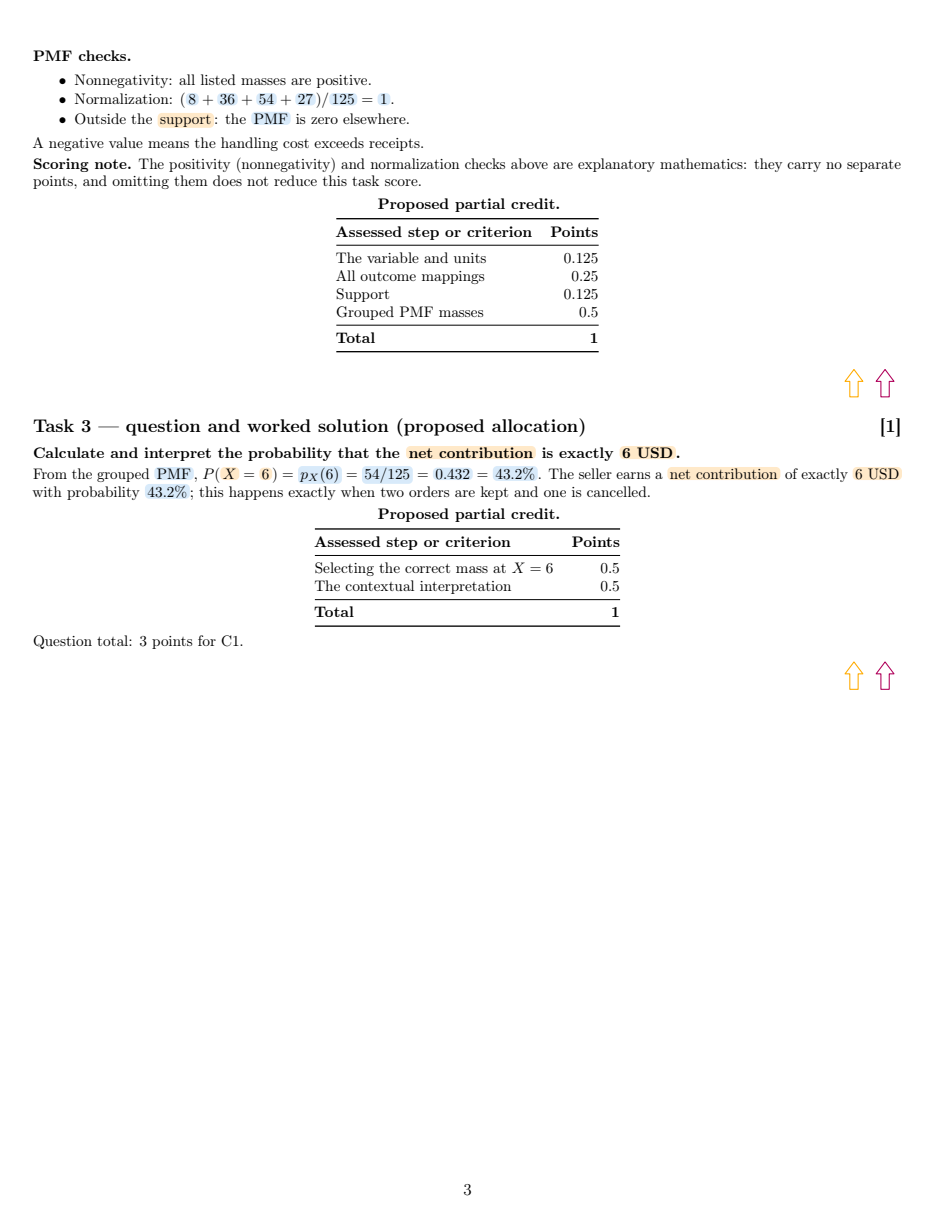 PMF checks.
• Nonnegativity: all listed masses are positive.
• Normalization: (8 + 36 + 54 + 27)/125 = 1.
• Outside the support: the PMF is zero elsewhere.
A negative value means the handling cost exceeds receipts.
Scoring note. The positivity (nonnegativity) and normalization checks above are explanatory mathematics: they carry no separate
points, and omitting them does not reduce this task score.
Proposed partial credit.
Assessed step or criterion Points
The variable and units 0.125
All outcome mappings 0.25
Support 0.125
Grouped PMF masses 0.5
Total 1
Task 3 — question and worked solution (proposed allocation) [1]
Calculate and interpret the probability that the net contribution is exactly 6 USD.
From the grouped PMF, P(X = 6) = p_X(6) = 54/125 = 0.432 = 43.2%. The seller earns a net contribution of exactly 6 USD
with probability 43.2%; this happens exactly when two orders are kept and one is cancelled.
Proposed partial credit.
Assessed step or criterion Points
Selecting the correct mass at X = 6 0.5
The contextual interpretation 0.5
Total 1
Question total: 3 points for C1.
3